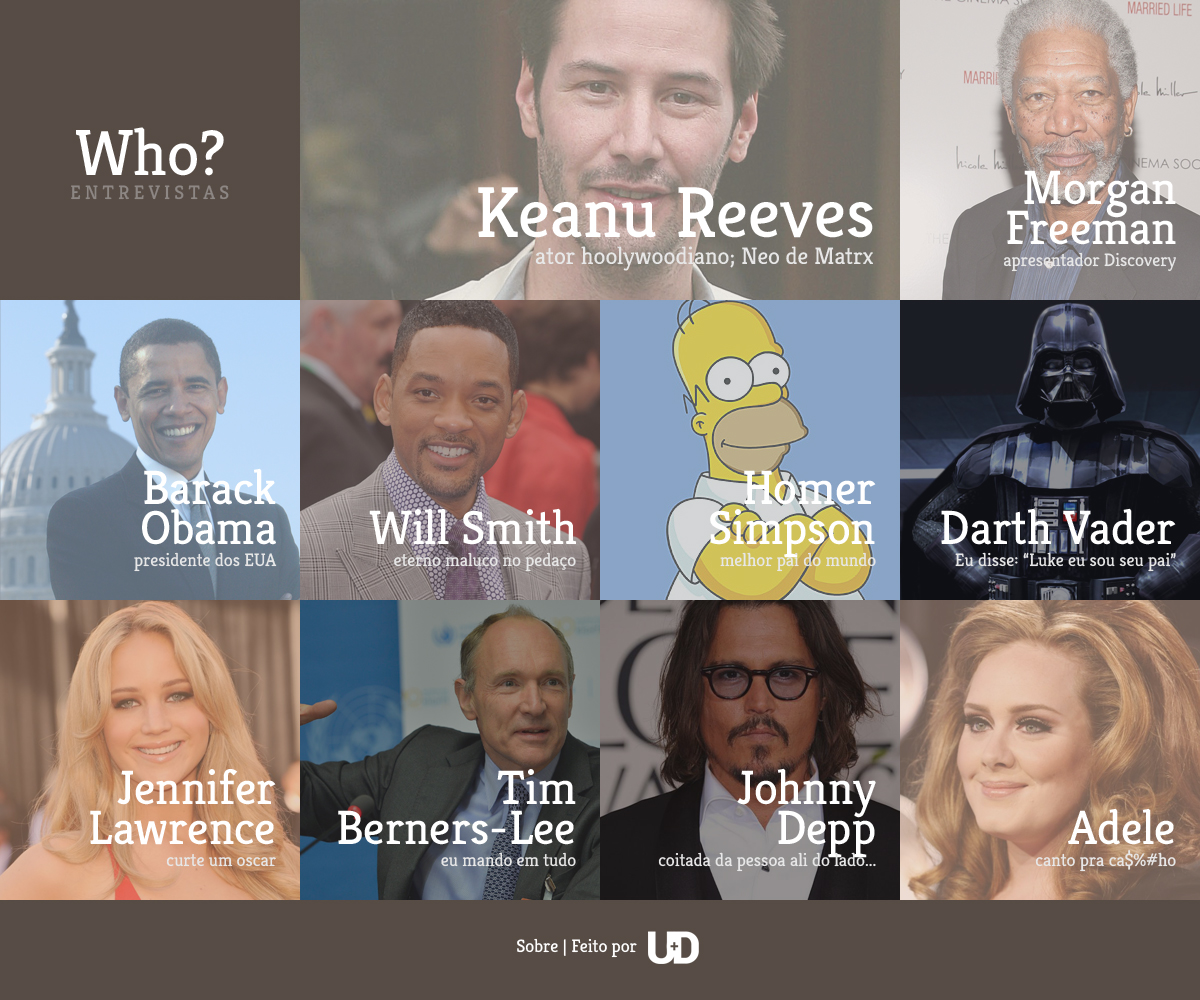 Who?
ENTREVISTAS
Keanu Reeves
ator hoolywoodiano; Neo de Matrx
MARRIED LIFE
Morgan
Freeman
apresentador Discovery
Barack
Obama
presidente dos EUA
Will Smith
eterno maluco no pedaço
Homer
Simpson
melhor pai do mundo
Darth Vader
Eu disse: “Luke eu sou seu pai”
Jennifer
Lawrence
curte um oscar
Tim
Berners-Lee
eu mando em tudo
Johnny
Depp
coitada da pessoa ali do lado...
Adele
canto pra ca$%#ho
Sobre | Feito por U+D